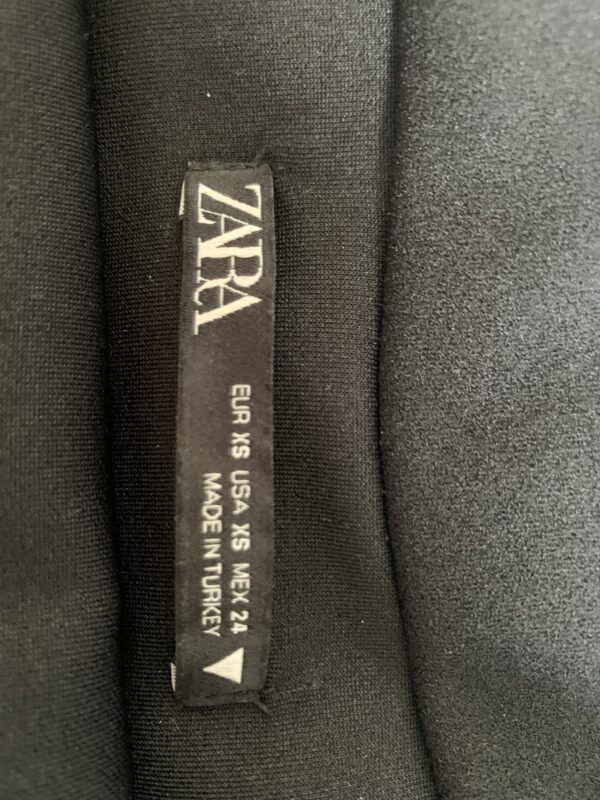 ZARA
EUR XS USA XS MEX 24
MADE IN TURKEY